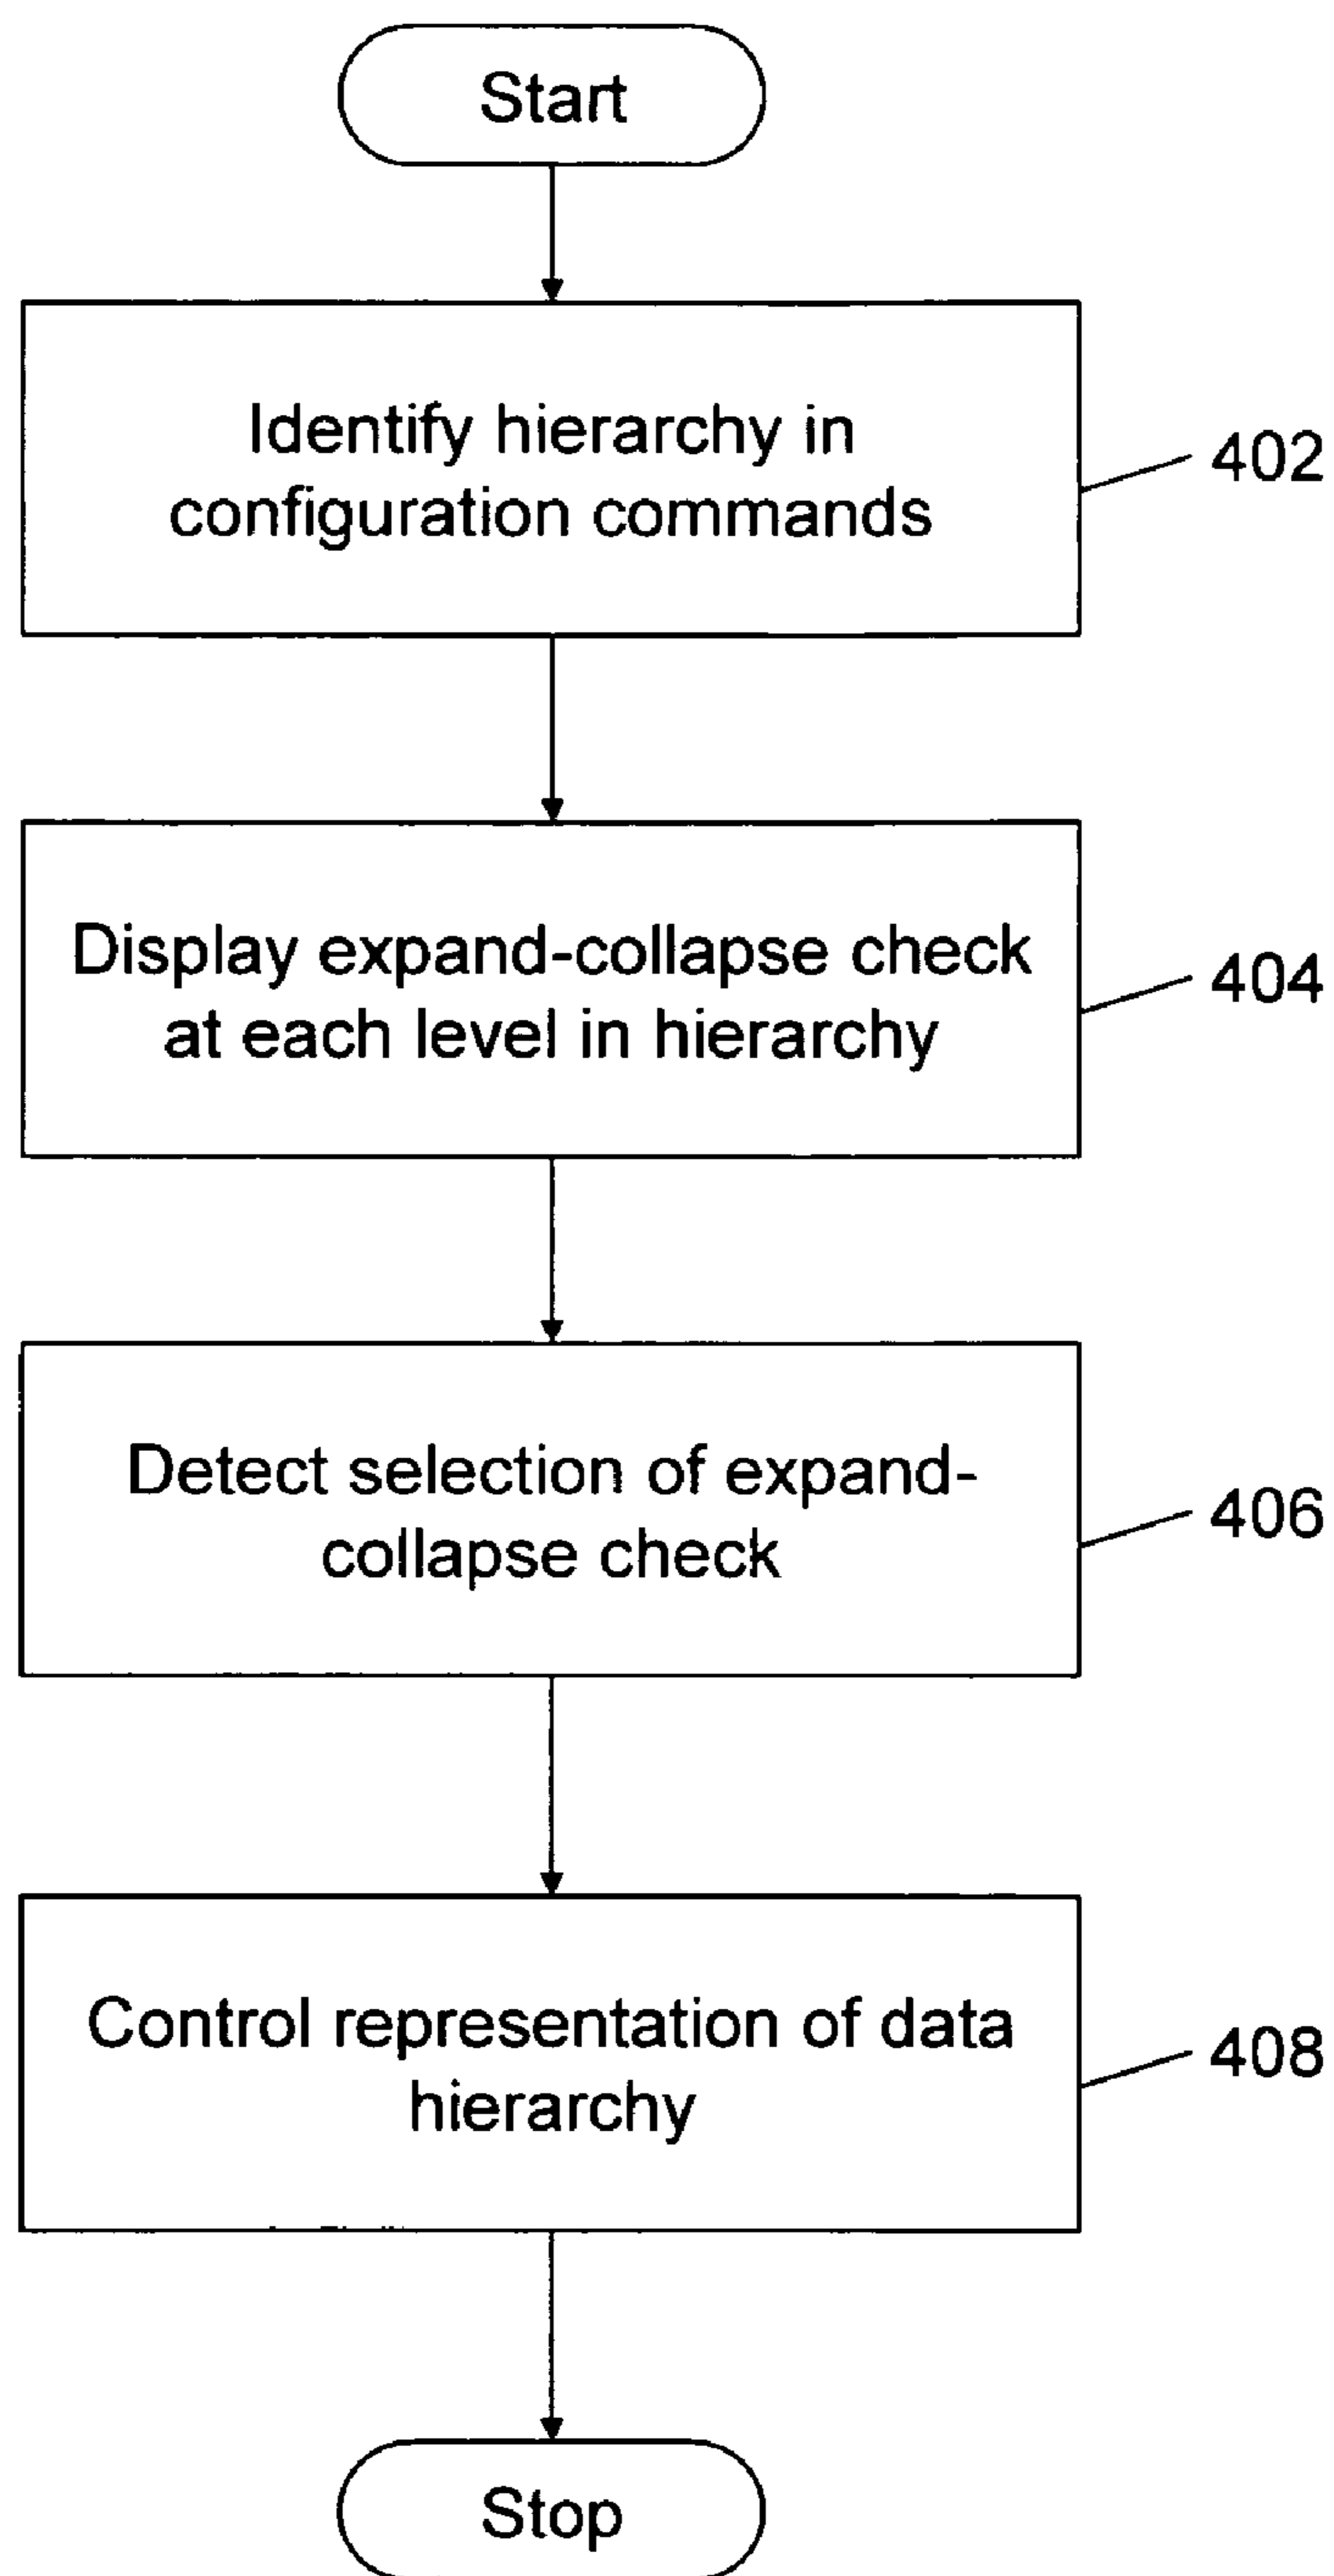 Start
Identify hierarchy in
configuration commands
402
Display expand-collapse check
at each level in hierarchy
404
Detect selection of expand-
collapse check
406
Control representation of data
hierarchy
408
Stop